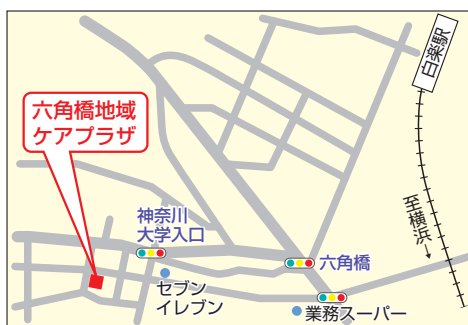 白楽駅
六角橋地域
ケアプラザ
神奈川
大学入口
至横浜
六角橋
セブン
イレブン
業務スーパー